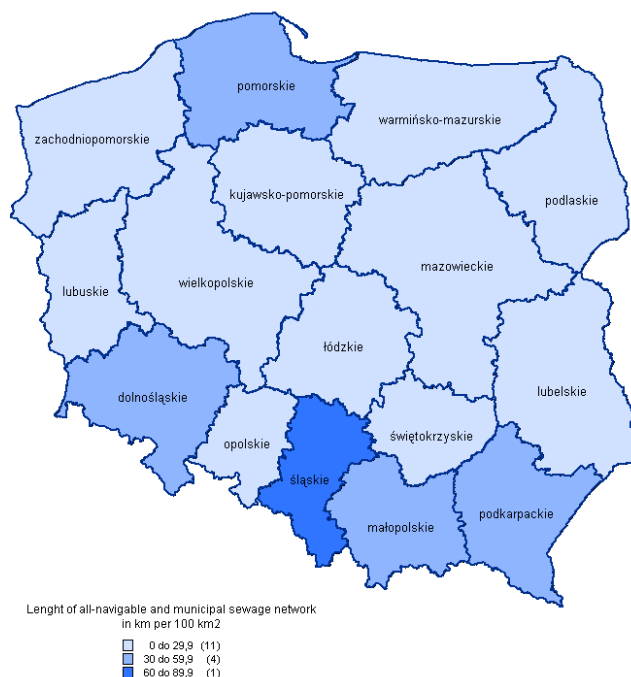 pomorskie
warmińsko-mazurskie
zachodniopomorskie
kujawsko-pomorskie
podlaskie
mazowieckie
wielkopolskie
lubuskie
łódzkie
lubelskie
dolnośląskie
świętokrzyskie
opolskie
śląskie
podkarpackie
małopolskie
Lenght of all-navigable and municipal sewage network
in km per 100 km2
0 do 29,9 (11)
30 do 59,9 (4)
60 do 89,9 (1)